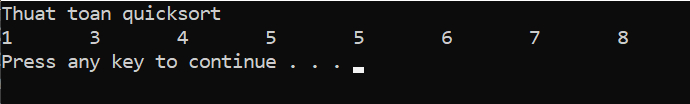 Thuat toan quicksort
1 3 4 5 5 6 7 8
Press any key to continue . . .